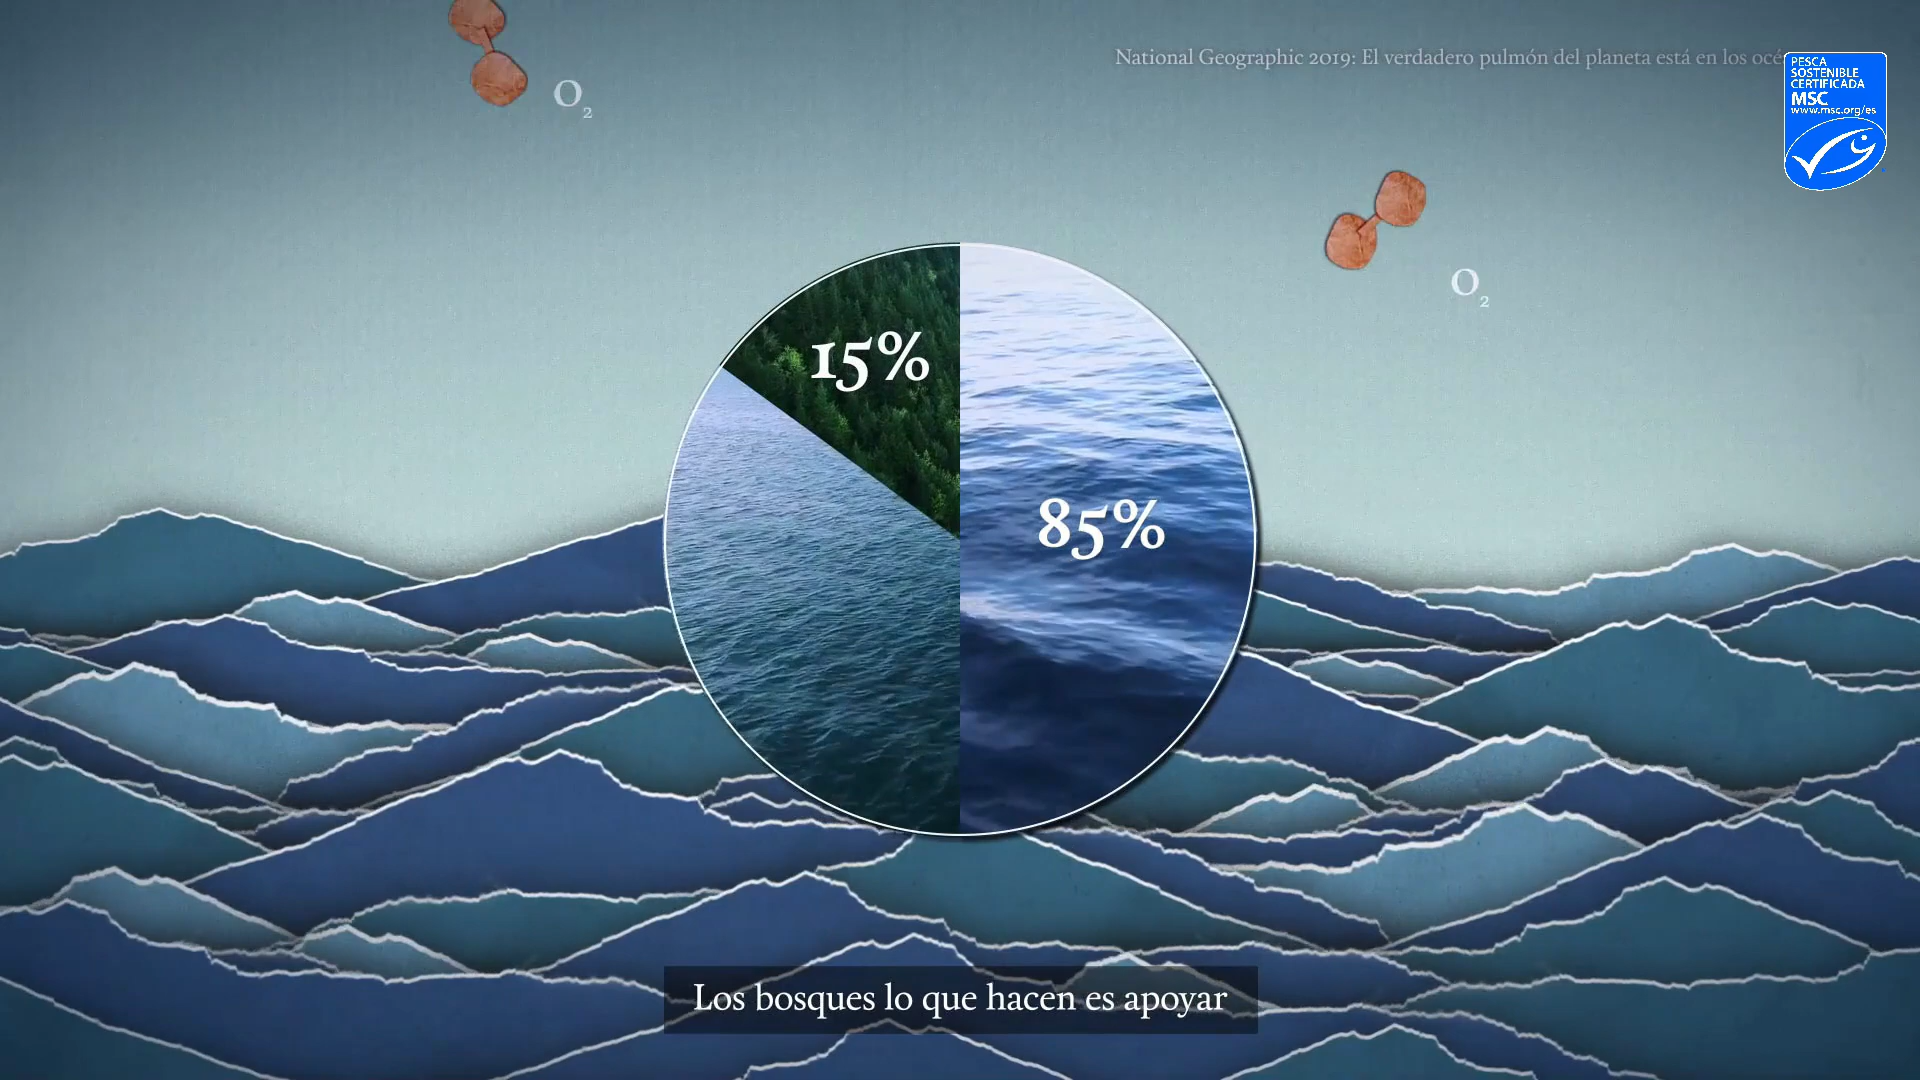 O₂
National Geographic 2019: El verdadero pulmón del planeta está en los
PESCA
SOSTENIBLE
CERTIFICADA
MSC
www.msc.org/es
O₂
15%
85%
Los bosques lo que hacen es apoyar